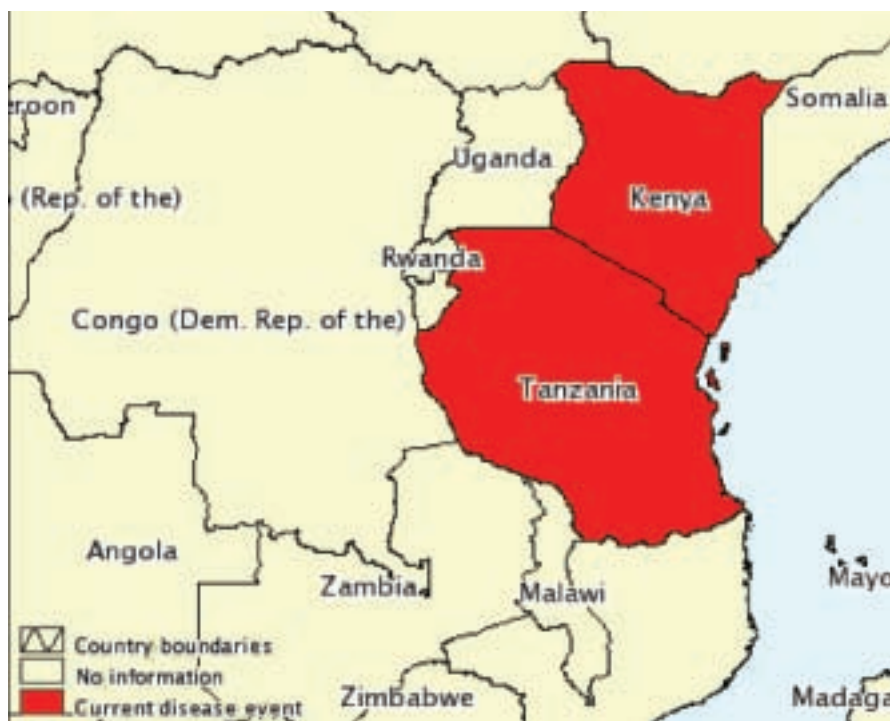 eroon
Somalia
Uganda
(Rep. of the)
Kenya
Rwanda
Congo (Dem. Rep. of the)
Tanzania
Angola
Zambia
Malawi
Mayo
Country boundaries
No information
Zimbabwe
Madaga
Current disease event